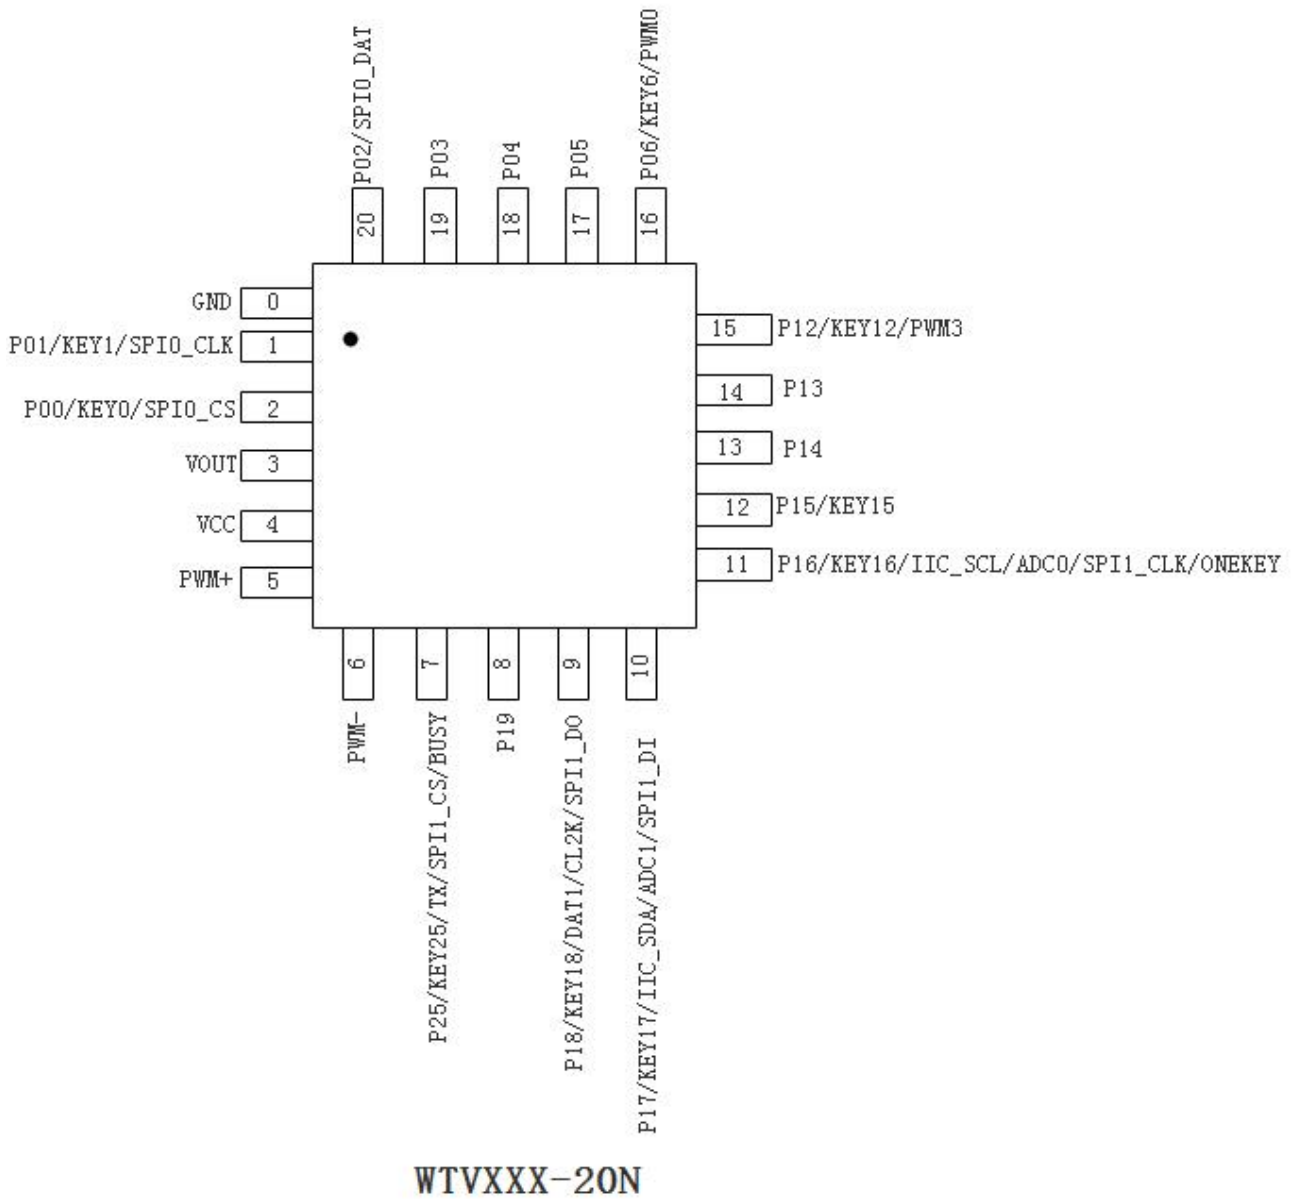 P02/SPI0_DAT
P03
P04
P05
P06/KEY6/PWM0
20
19
18
17
16
GND 0
P01/KEY1/SPI0_CLK 1
P00/KEY0/SPI0_CS 2
VOUT 3
VCC 4
PWM+ 5
15 P12/KEY12/PWM3
14 P13
13 P14
12 P15/KEY15
11 P16/KEY16/IIC_SCL/ADC0/SPI1_CLK/ONEKEY
6
7
8
9
10
PWM-
P25/KEY25/TX/SPI1_CS/BUSY
P19
P18/KEY18/DAT1/CL2K/SPI1_DO
P17/KEY17/IIC_SDA/ADC1/SPI1_DI
WTVXXX-20N